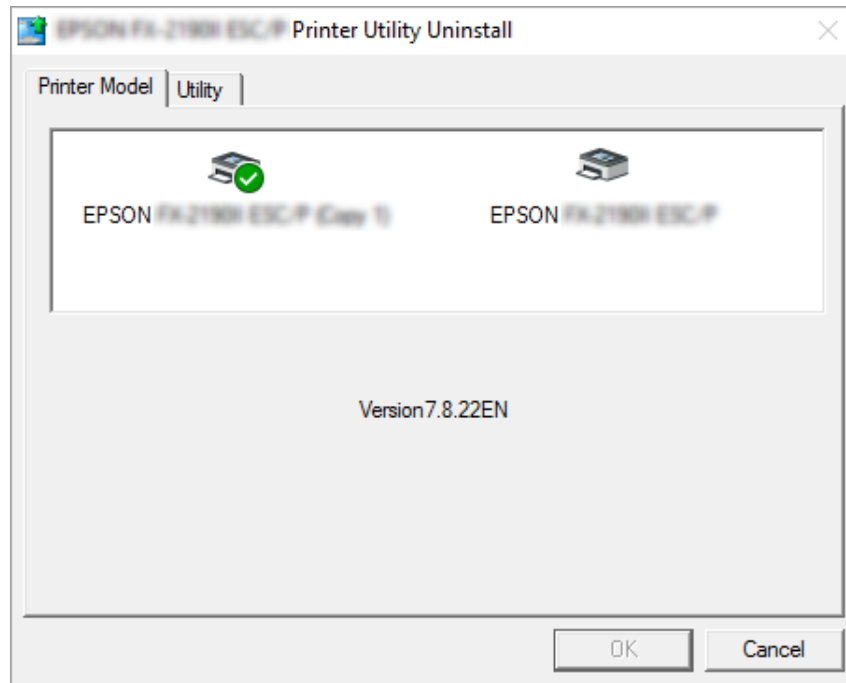 Printer Utility Uninstall
Printer Model Utility
EPSON EPSON
Version7.8.22EN
OK Cancel